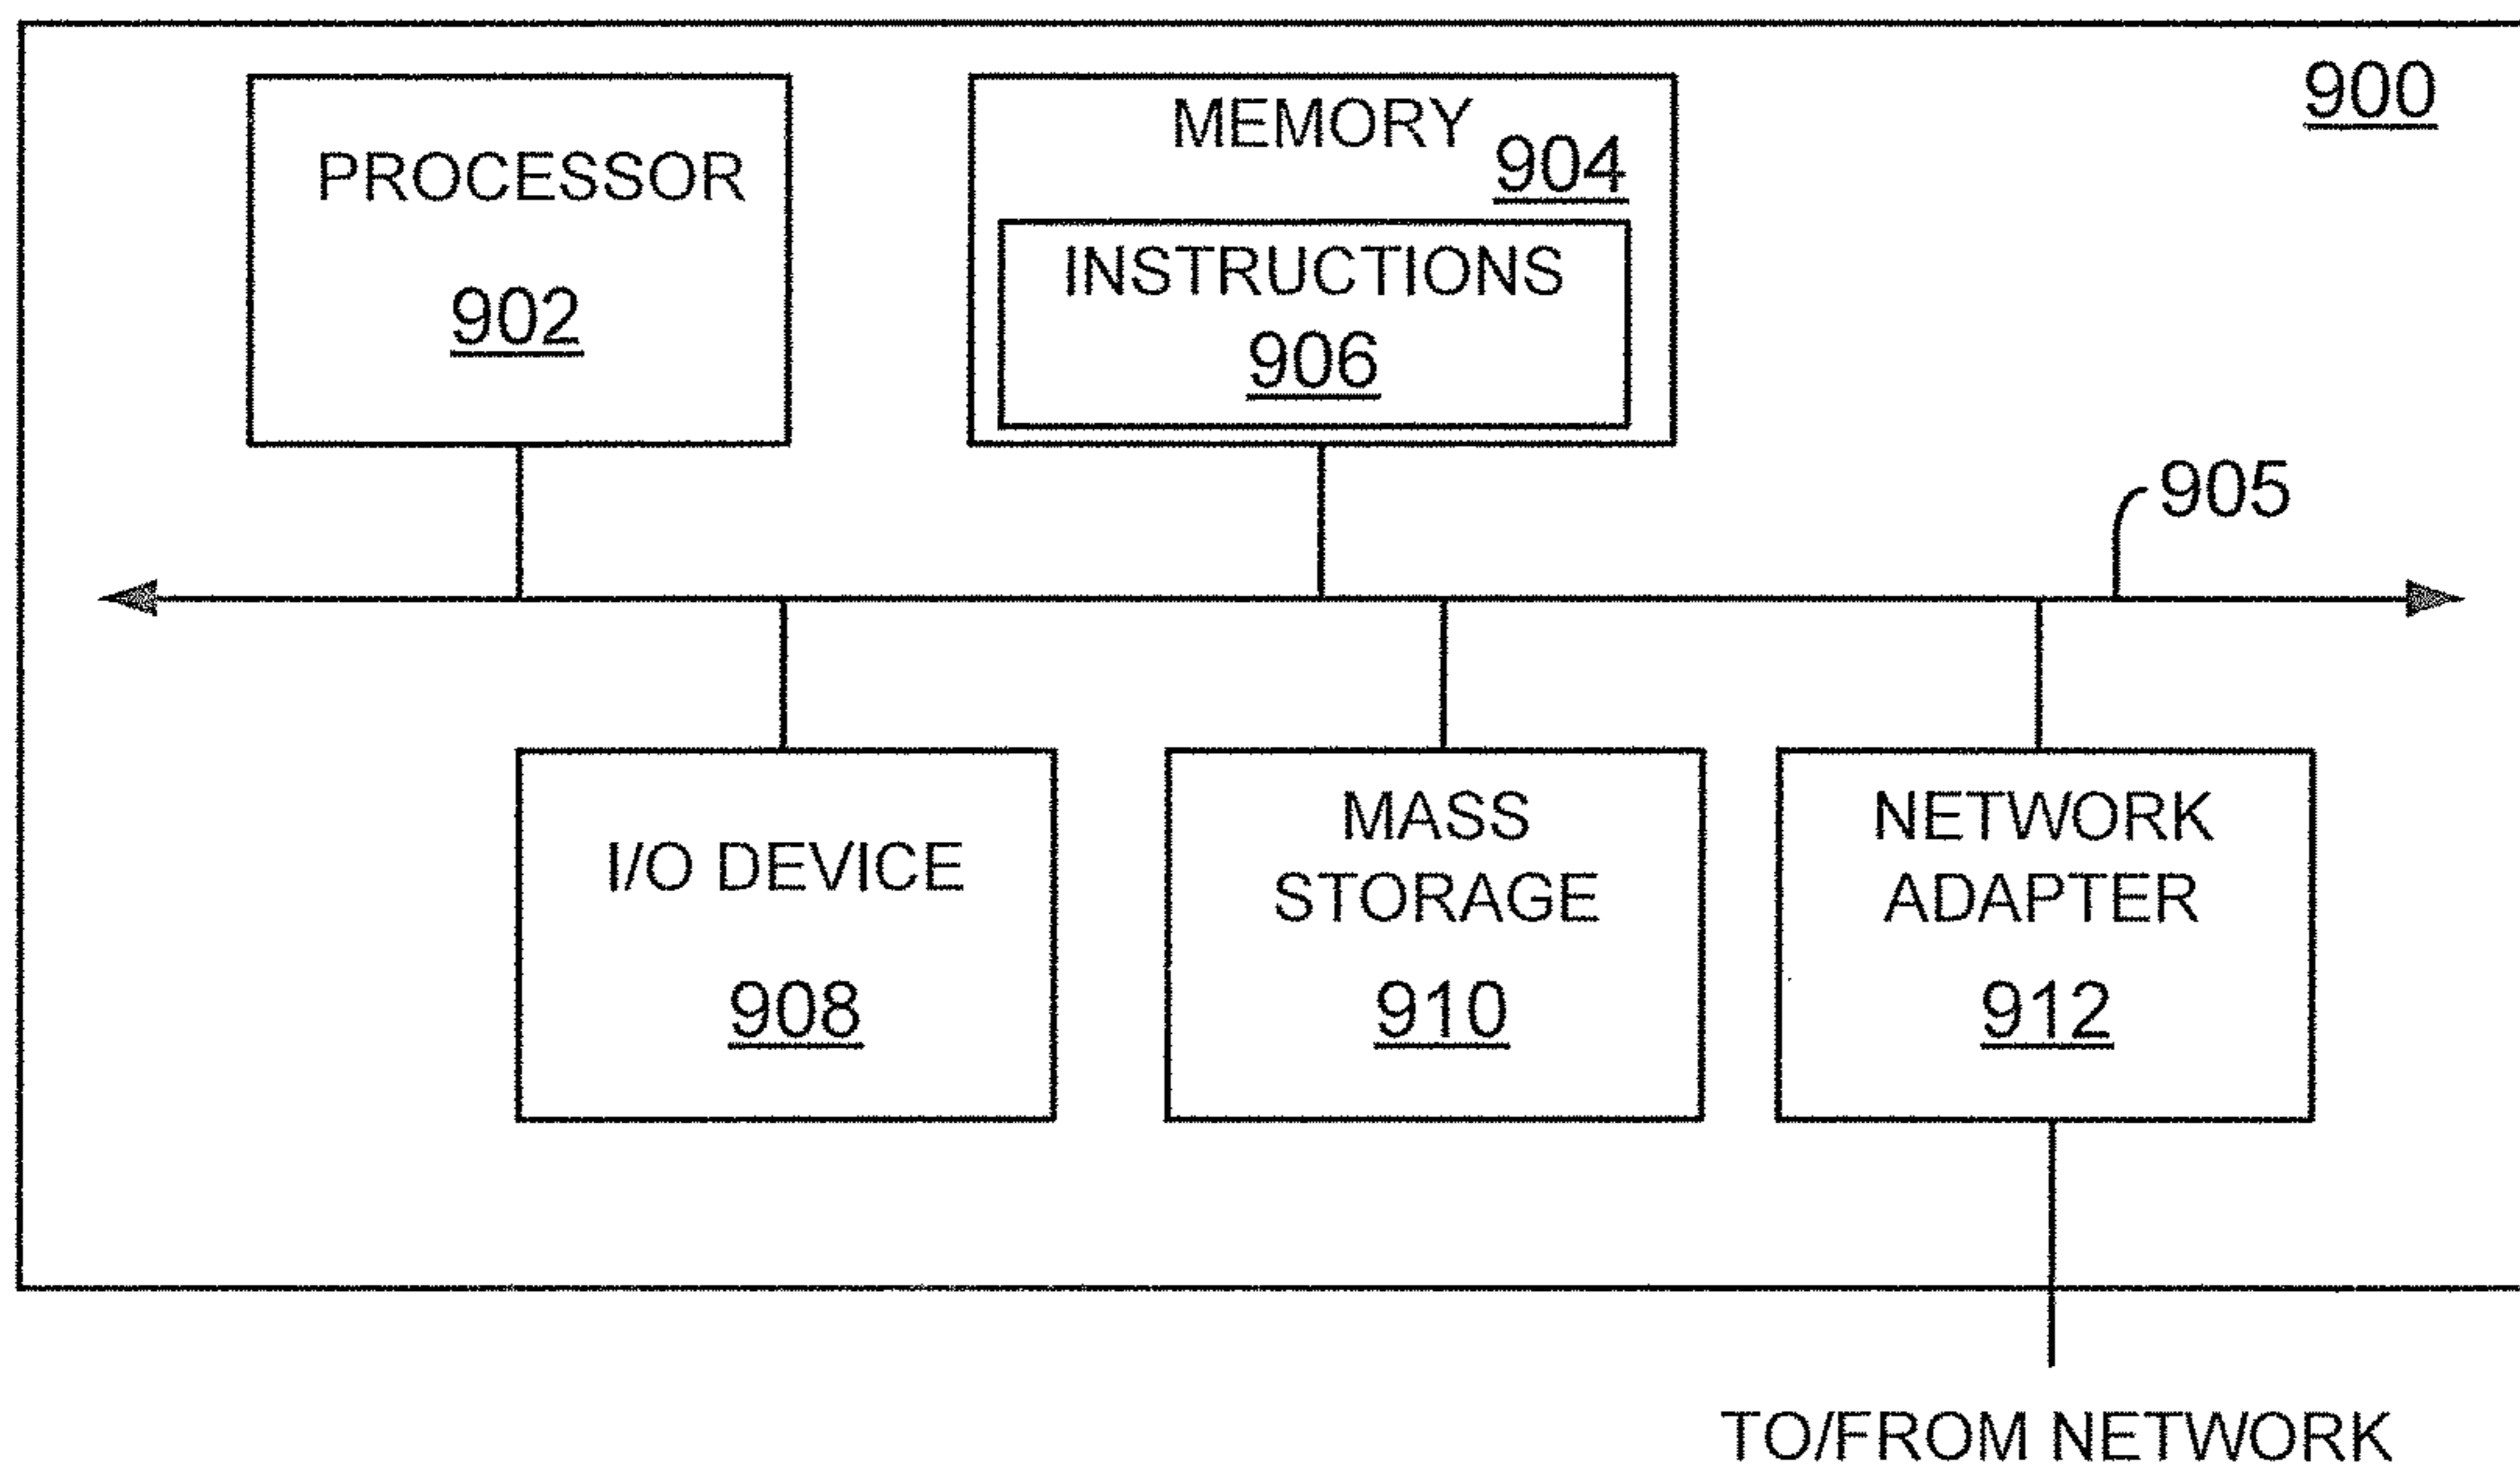 900
PROCESSOR
902
MEMORY
904
INSTRUCTIONS
906
905
I/O DEVICE
908
MASS
STORAGE
910
NETWORK
ADAPTER
912
TO/FROM NETWORK